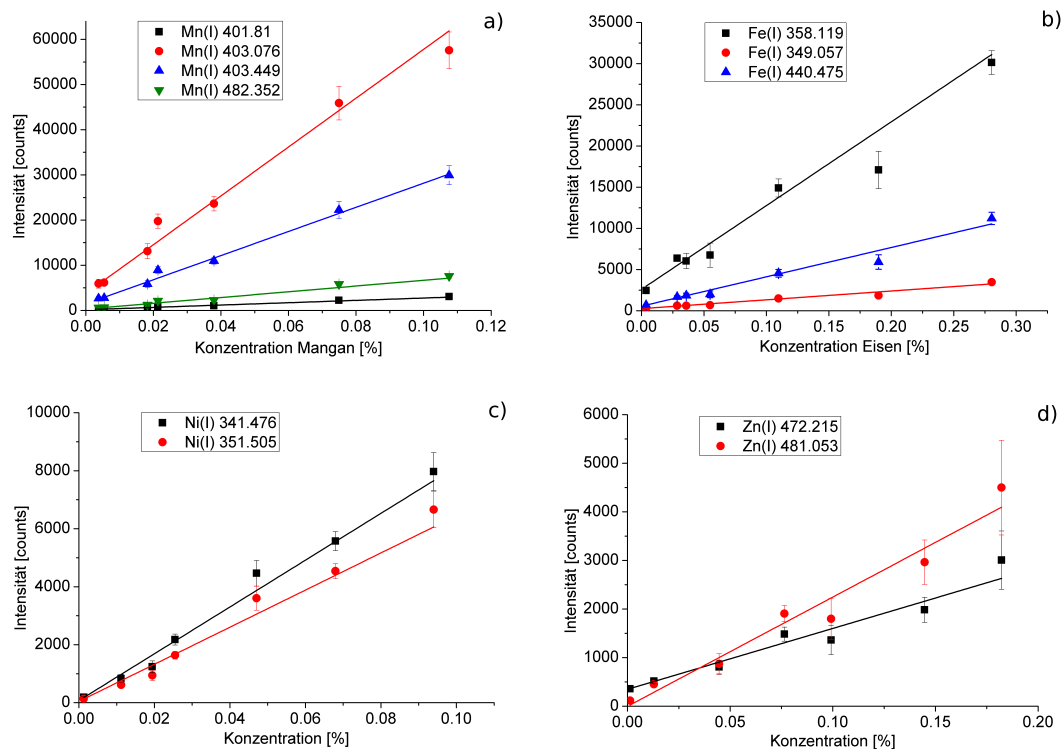 a)
Mn(I) 401.81
Mn(I) 403.076
Mn(I) 403.449
Mn(I) 482.352
60000
50000
40000
30000
20000
10000
0
Intensität [counts]
0.00 0.02 0.04 0.06 0.08 0.10 0.12
Konzentration Mangan [%]
b)
Fe(I) 358.119
Fe(I) 349.057
Fe(I) 440.475
35000
30000
25000
20000
15000
10000
5000
0
Intensität [counts]
0.00 0.05 0.10 0.15 0.20 0.25 0.30
Konzentration Eisen [%]
c)
Ni(I) 341.476
Ni(I) 351.505
10000
8000
6000
4000
2000
0
Intensität [counts]
0.00 0.02 0.04 0.06 0.08 0.10
Konzentration [%]
d)
Zn(I) 472.215
Zn(I) 481.053
6000
5000
4000
3000
2000
1000
0
Intensität [counts]
0.00 0.05 0.10 0.15 0.20
Konzentration [%]